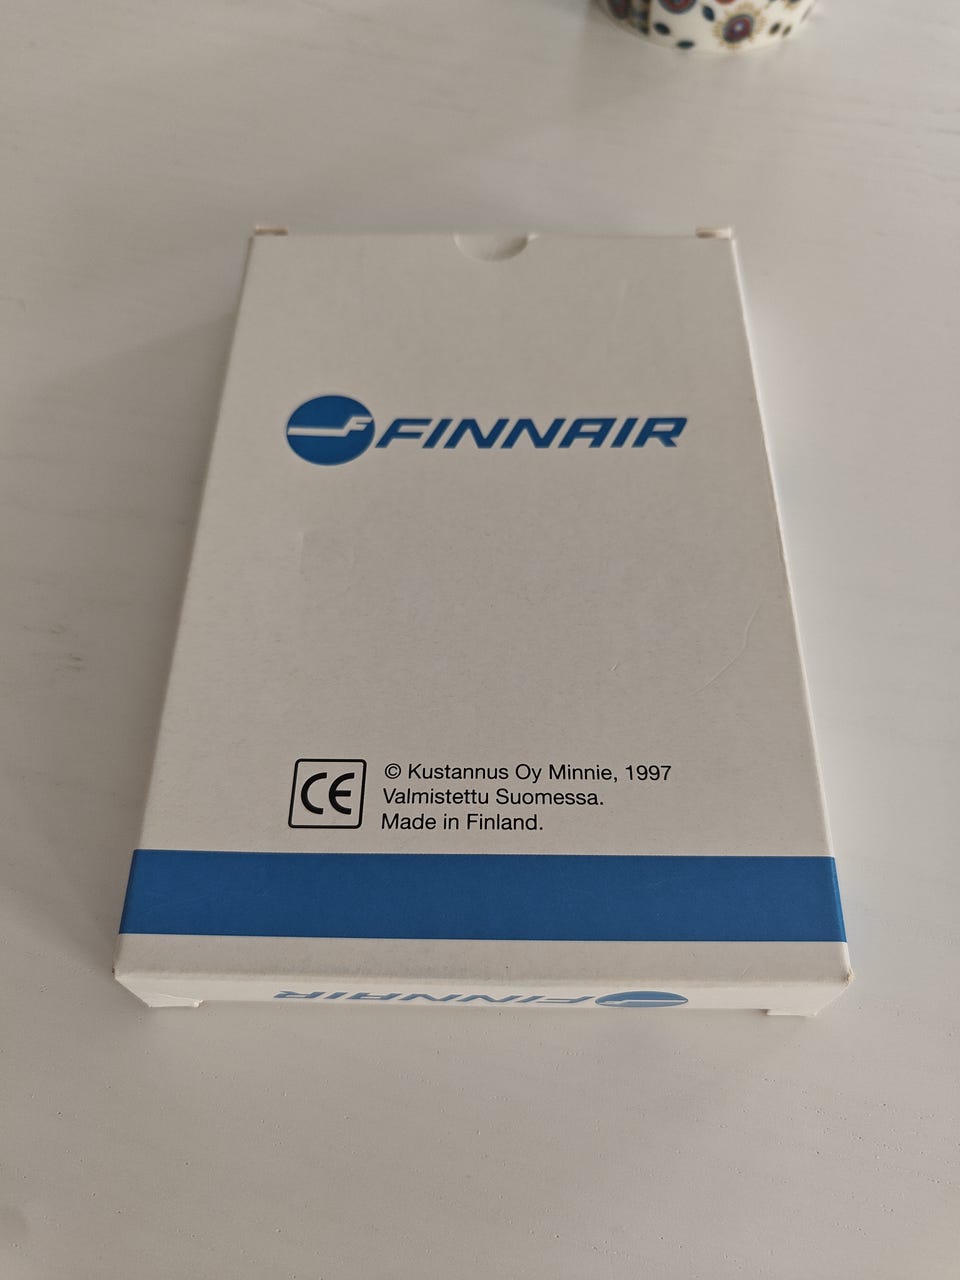 FINNAIR
CE
© Kustannus Oy Minnie, 1997
Valmistettu Suomessa.
Made in Finland.
FINNAIR